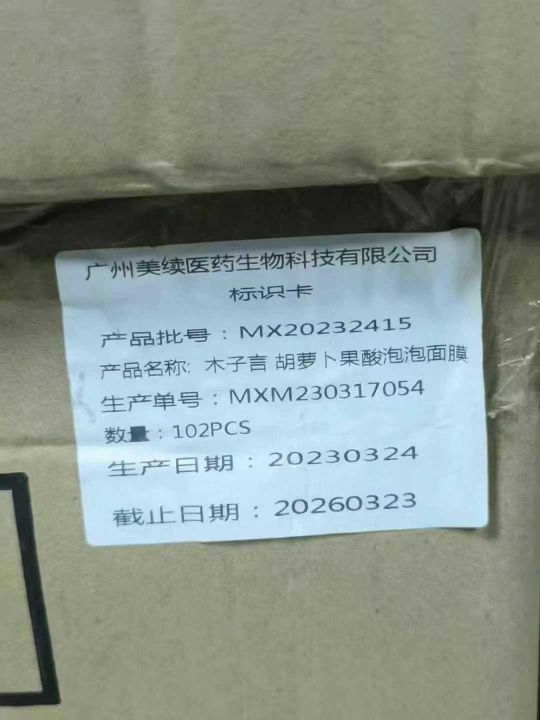 广州美续医药生物科技有限公司
标识卡
产品批号：MX20232415
产品名称: 木子言 胡萝卜果酸泡泡面膜
生产单号：MXM230317054
数量：102PCS
生产日期：20230324
截止日期：20260323